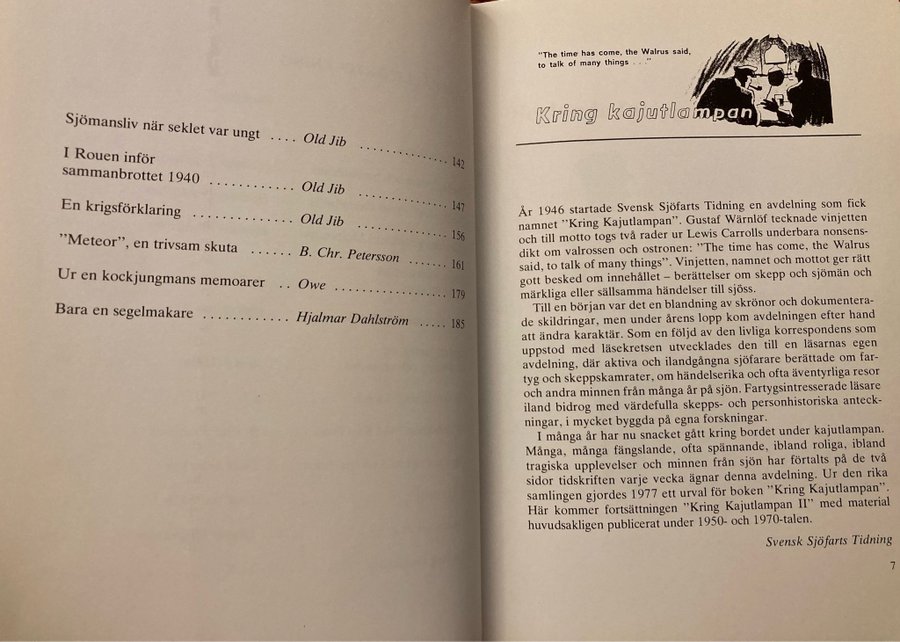 Sjömansliv när seklet var ungt .... Old Jib .............. 142
I Rouen inför
sammanbrottet 1940 ............ Old Jib .............. 147
En krigsförklaring .............. Old Jib .............. 156
”Meteor”, en trivsam skuta ...... B. Chr. Petersson ....... 161
Ur en kockjungmans memoarer .. Owe .................. 179
Bara en segelmakare ............ Hjalmar Dahlström ..... 185
"The time has come, the Walrus said,
to talk of many things . . ."
Kring kajutlampan
År 1946 startade Svensk Sjöfarts Tidning en avdelning som fick
namnet ”Kring Kajutlampan”. Gustaf Wärnlöf tecknade vinjetten
och till motto togs två rader ur Lewis Carrolls underbara nonsens-
dikt om valrossen och ostronen: ”The time has come, the Walrus
said, to talk of many things”. Vinjetten, namnet och mottot ger rätt
gott besked om innehållet – berättelser om skepp och sjömän och
märkliga eller sällsamma händelser till sjöss.
Till en början var det en blandning av skrönor och dokumentera-
de skildringar, men under årens lopp kom avdelningen efter hand
att ändra karaktär. Som en följd av den livliga korrespondens som
uppstod med läsekretsen utvecklades den till en läsarnas egen
avdelning, där aktiva och ilandgångna sjöfarare berättade om far-
tyg och skeppskamrater, om händelserika och ofta äventyrliga resor
och andra minnen från många år på sjön. Fartygsintresserade läsare
iland bidrog med värdefulla skepps- och personhistoriska anteck-
ningar, i mycket byggda på egna forskningar.
I många år har nu snacket gått kring bordet under kajutlampan.
Många, många fängslande, ofta spännande, ibland roliga, ibland
tragiska upplevelser och minnen från sjön har förtalts på de två
sidor tidskriften varje vecka ägnar denna avdelning. Ur den rika
samlingen gjordes 1977 ett urval för boken ”Kring Kajutlampan”.
Här kommer fortsättningen ”Kring Kajutlampan II” med material
huvudsakligen publicerat under 1950- och 1970-talen.
Svensk Sjöfarts Tidning
7